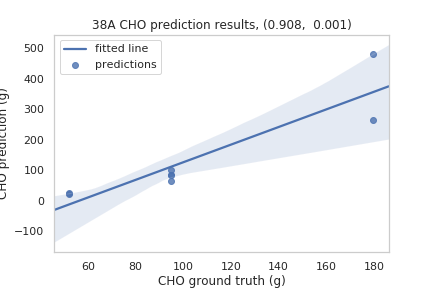 38A CHO prediction results, (0.908,  0.001)
fitted line
predictions
CHO prediction (g)
500
400
300
200
100
0
−100
60
80
100
120
140
160
180
CHO ground truth (g)